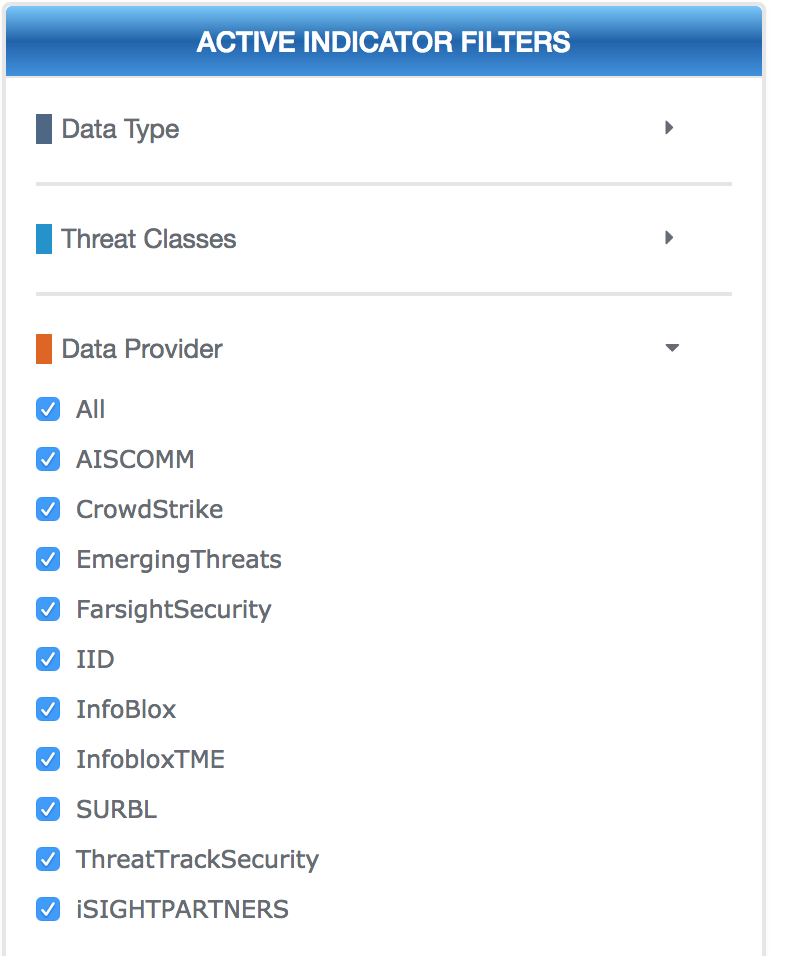 ACTIVE INDICATOR FILTERS
Data Type
Threat Classes
Data Provider
All
AISCOMM
CrowdStrike
EmergingThreats
FarsightSecurity
IID
InfoBlox
InfobloxTME
SURBL
ThreatTrackSecurity
iSIGHTPARTNERS